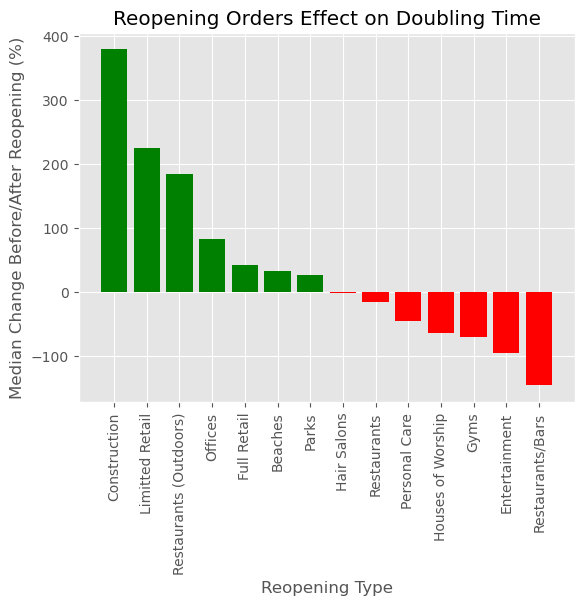 Reopening Orders Effect on Doubling Time
Median Change Before/After Reopening (%)
400
300
200
100
0
−100
Construction
Limitted Retail
Restaurants (Outdoors)
Offices
Full Retail
Beaches
Parks
Hair Salons
Restaurants
Personal Care
Houses of Worship
Gyms
Entertainment
Restaurants/Bars
Reopening Type